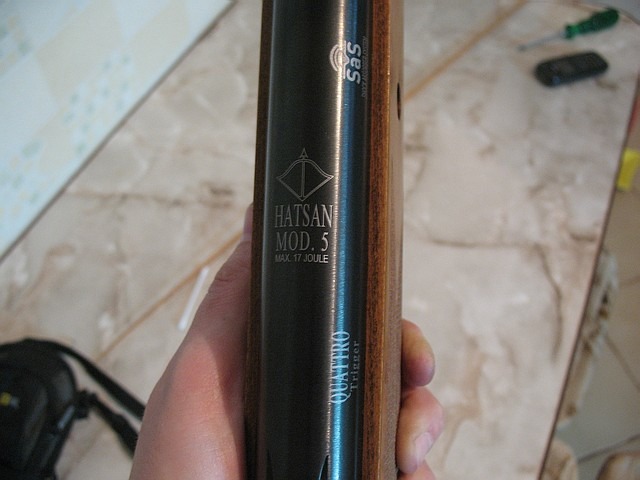 SaS
HATSAN
MOD. 5
MAX. 17 JOULE
QUATTRO
Trigger